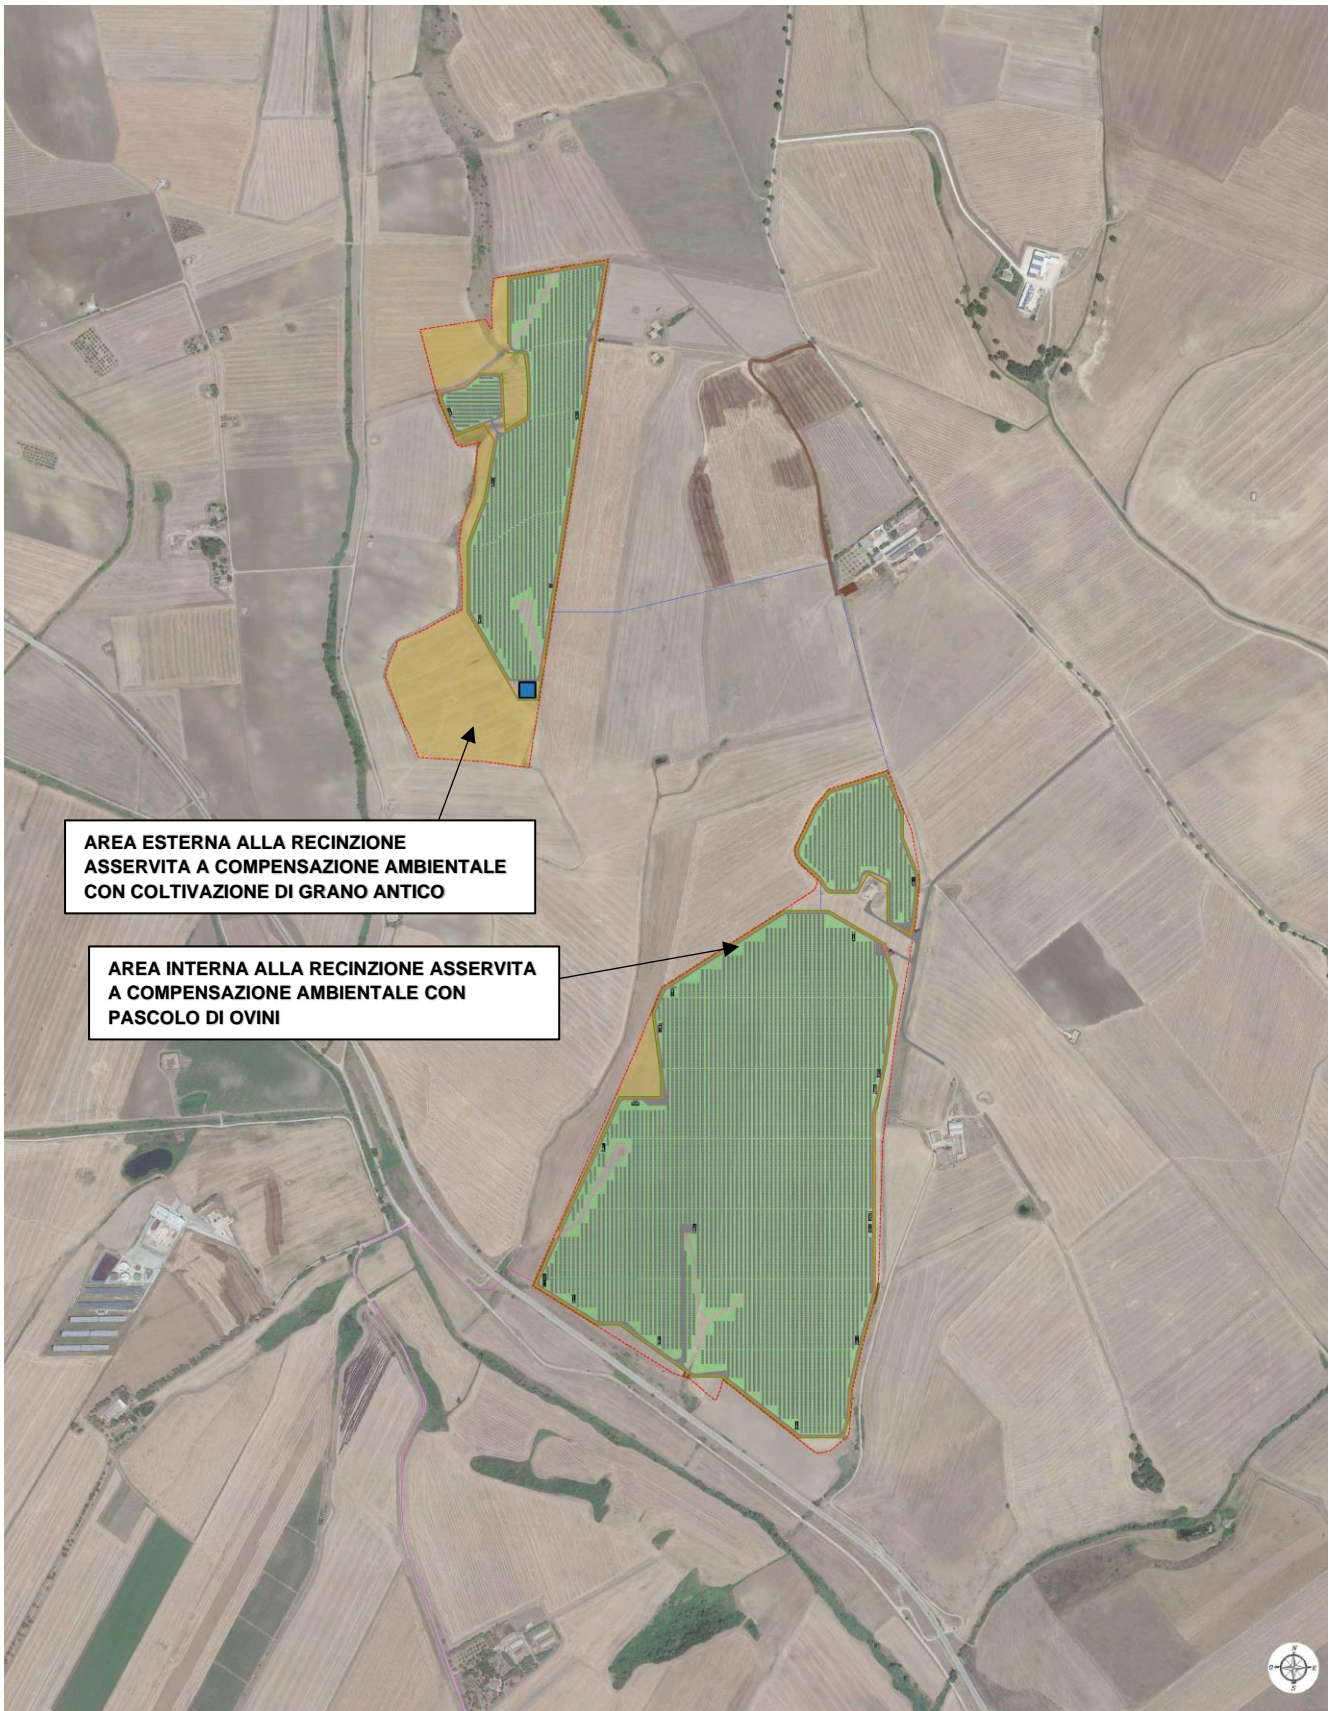 AREA ESTERNA ALLA RECINZIONE
ASSERVITA A COMPENSAZIONE AMBIENTALE
CON COLTIVAZIONE DI GRANO ANTICO
AREA INTERNA ALLA RECINZIONE ASSERVITA
A COMPENSAZIONE AMBIENTALE CON
PASCOLO DI OVINI
N
O E
S